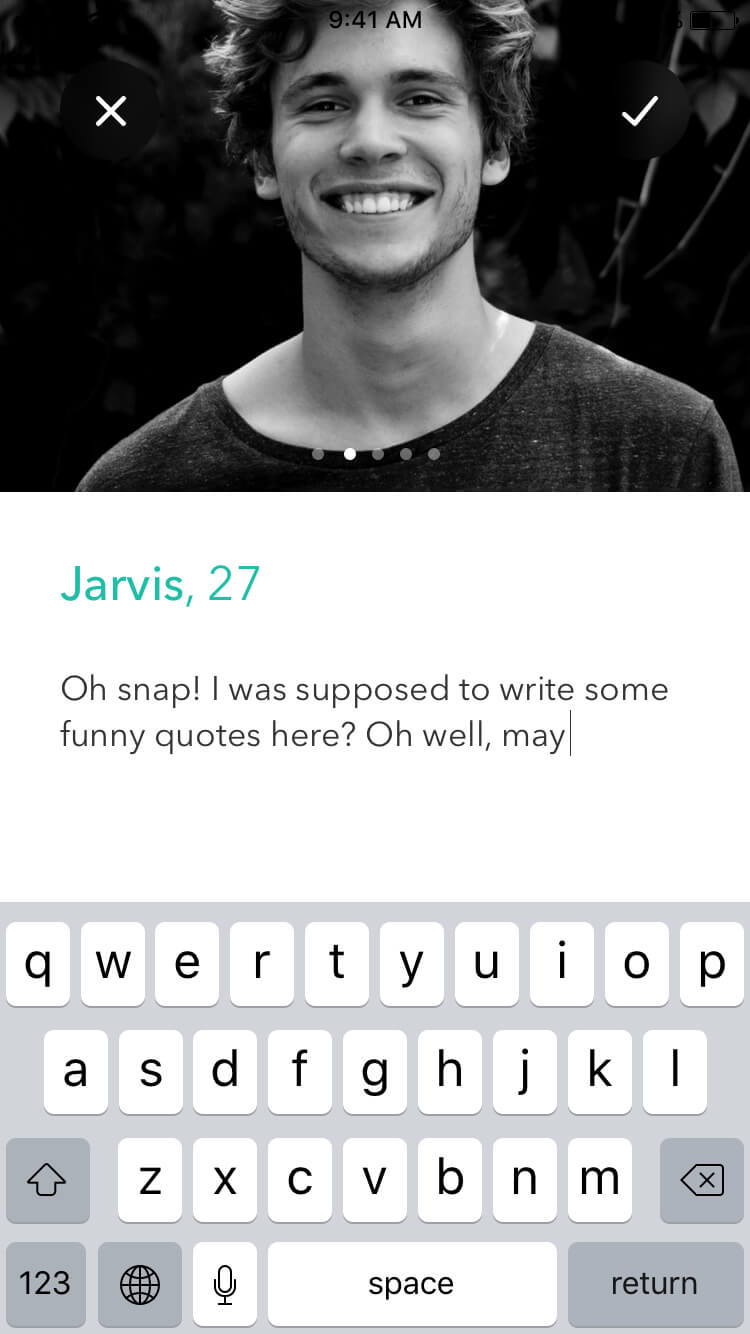 9:41 AM
Jarvis, 27
Oh snap! I was supposed to write some
funny quotes here? Oh well, may
q w e r t y u i o p
a s d f g h j k l
z x c v b n m
123 space return